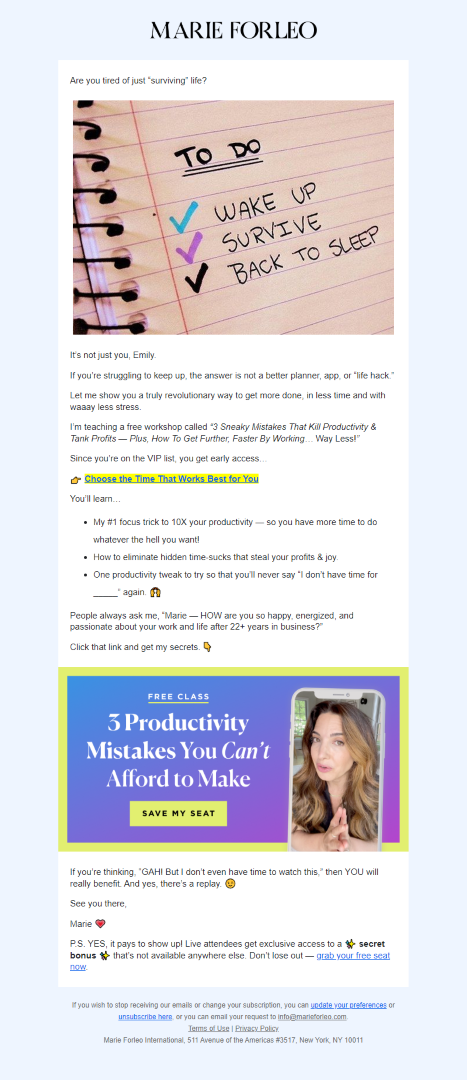 MARIE FORLEO
Are you tired of just “surviving” life?
TO DO
WAKE UP
SURVIVE
BACK TO SLEEP
It’s not just you, Emily.
If you’re struggling to keep up, the answer is not a better planner, app, or “life hack.”
Let me show you a truly revolutionary way to get more done, in less time and with
waaay less stress.
I’m teaching a free workshop called “3 Sneaky Mistakes That Kill Productivity &
Tank Profits — Plus, How To Get Further, Faster By Working... Way Less!”
Since you’re on the VIP list, you get early access…
👉 Choose the Time That Works Best for You
You’ll learn…
• My #1 focus trick to 10X your productivity — so you have more time to do
whatever the hell you want!
• How to eliminate hidden time-sucks that steal your profits & joy.
• One productivity tweak to try so that you’ll never say “I don’t have time for
_____” again. 🙆‍♀️
People always ask me, “Marie — HOW are you so happy, energized, and
passionate about your work and life after 22+ years in business?”
Click that link and get my secrets. 👇
FREE CLASS
3 Productivity
Mistakes You Can’t
Afford to Make
SAVE MY SEAT
If you’re thinking, “GAH! But I don’t even have time to watch this,” then YOU will
really benefit. And yes, there’s a replay. 😉
See you there,
Marie 💗
P.S. YES, it pays to show up! Live attendees get exclusive access to a ✨ secret
bonus ✨ that’s not available anywhere else. Don’t lose out — grab your free seat
now.
If you wish to stop receiving our emails or change your subscription, you can update your preferences or
unsubscribe here, or you can email your request to info@marieforleo.com.
Terms of Use | Privacy Policy
Marie Forleo International, 511 Avenue of the Americas #3517, New York, NY 10011